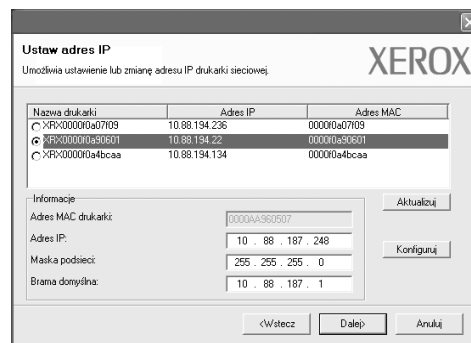 Ustaw adres IP
Umożliwia ustawienie lub zmianę adresu IP drukarki sieciowej.
XEROX
Nazwa drukarki Adres IP Adres MAC
XRX0000f0a07f09 10.88.194.236 0000f0a07f09
XRX0000f0a90601 10.88.194.22 0000f0a90601
XRX0000f0a4bcaa 10.88.194.134 0000f0a4bcaa
Informacje
Aktualizuj
Adres MAC drukarki: 0000AA960507
Adres IP: 10 . 88 . 187 . 248
Konfiguruj
Maska podsieci: 255 . 255 . 255 . 0
Brama domyślna: 10 . 88 . 187 . 1
<Wstecz Dalej> Anuluj